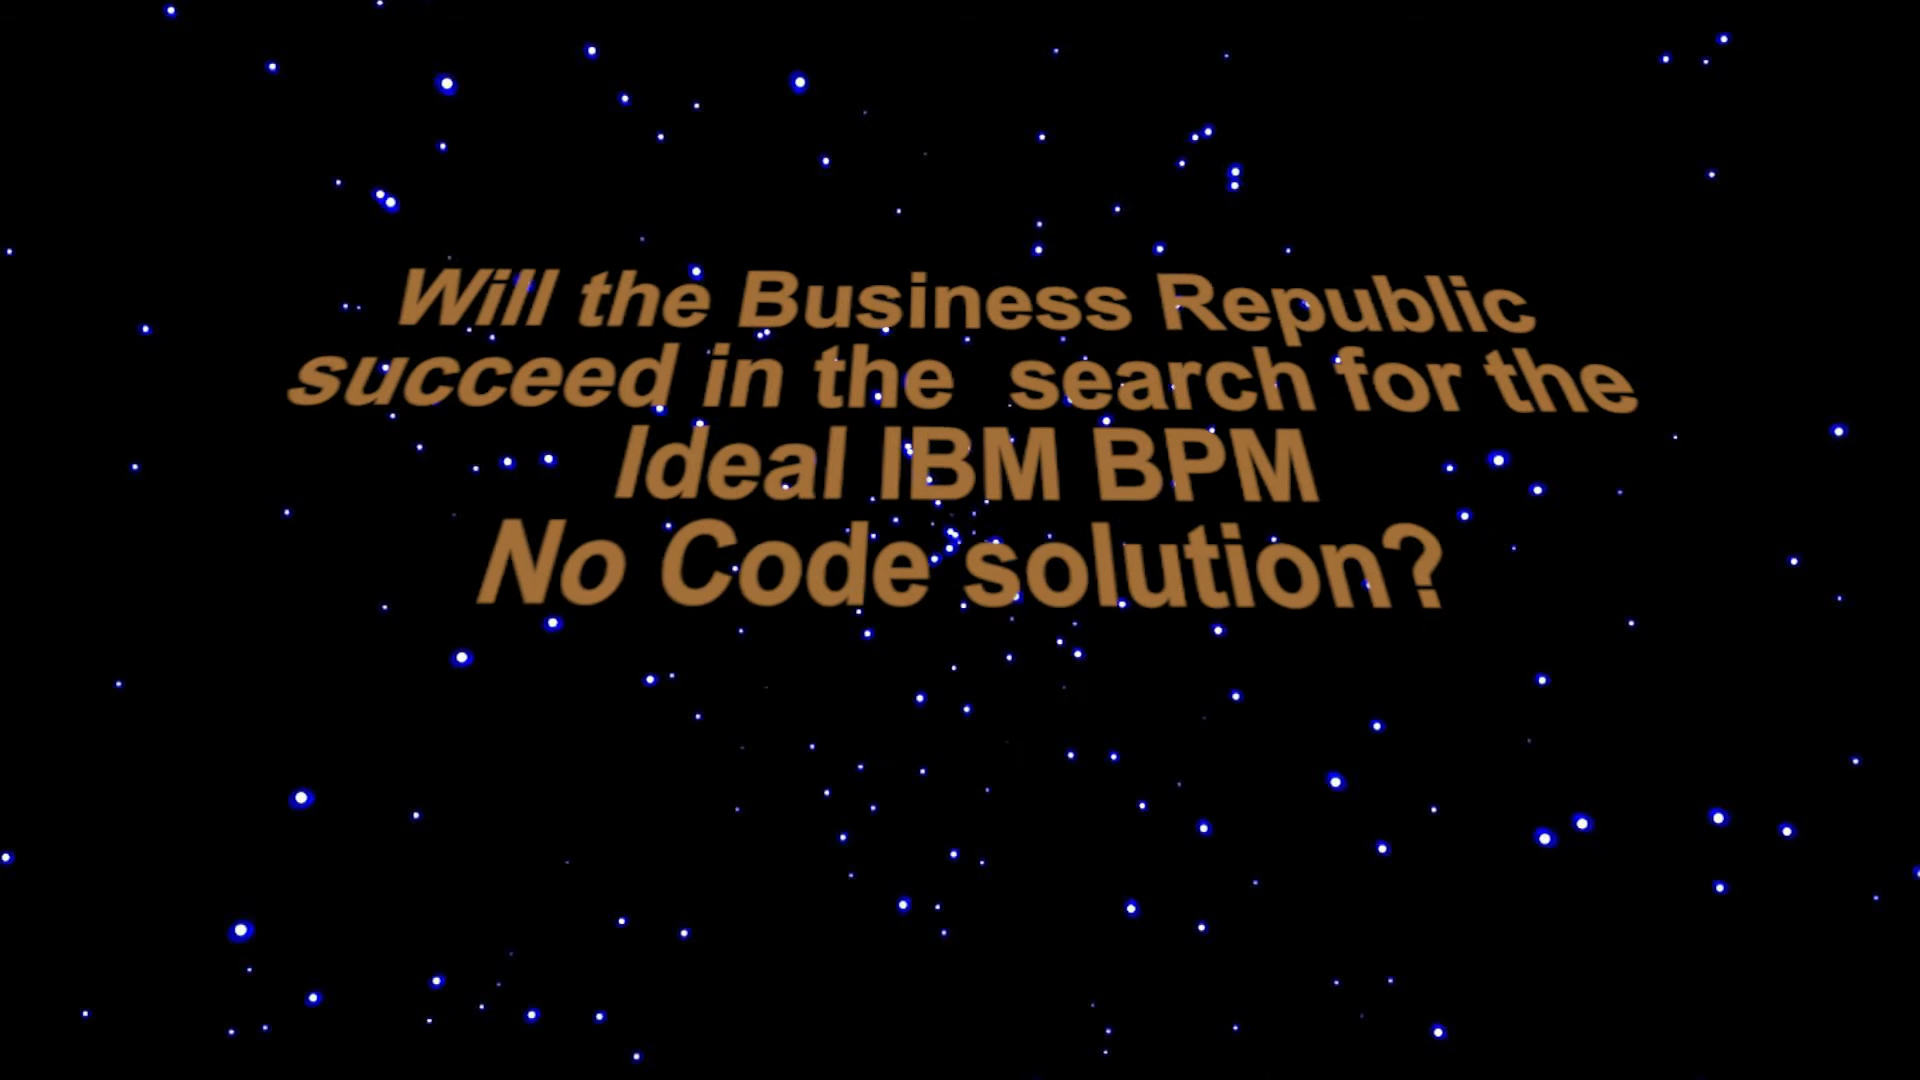 Will the Business Republic
succeed in the  search for the
Ideal IBM BPM
No Code solution?